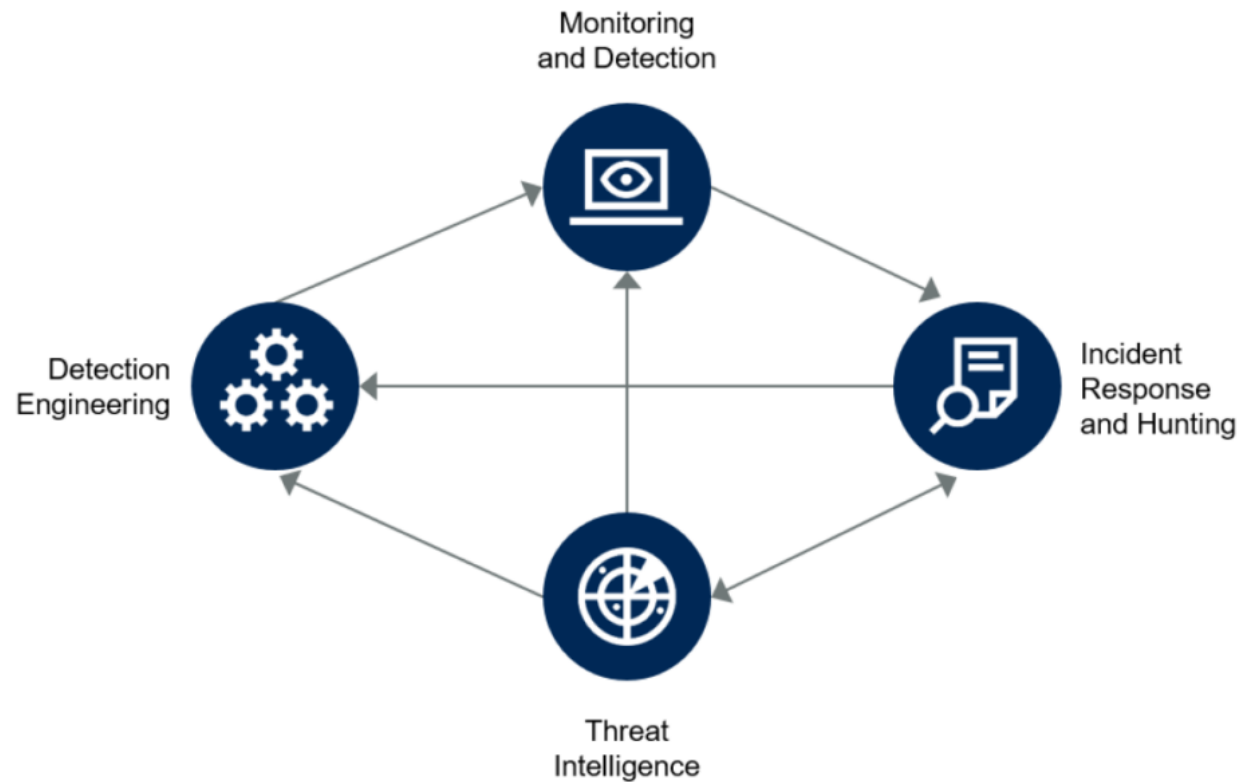 Monitoring
and Detection
Detection
Engineering
Incident
Response
and Hunting
Threat
Intelligence